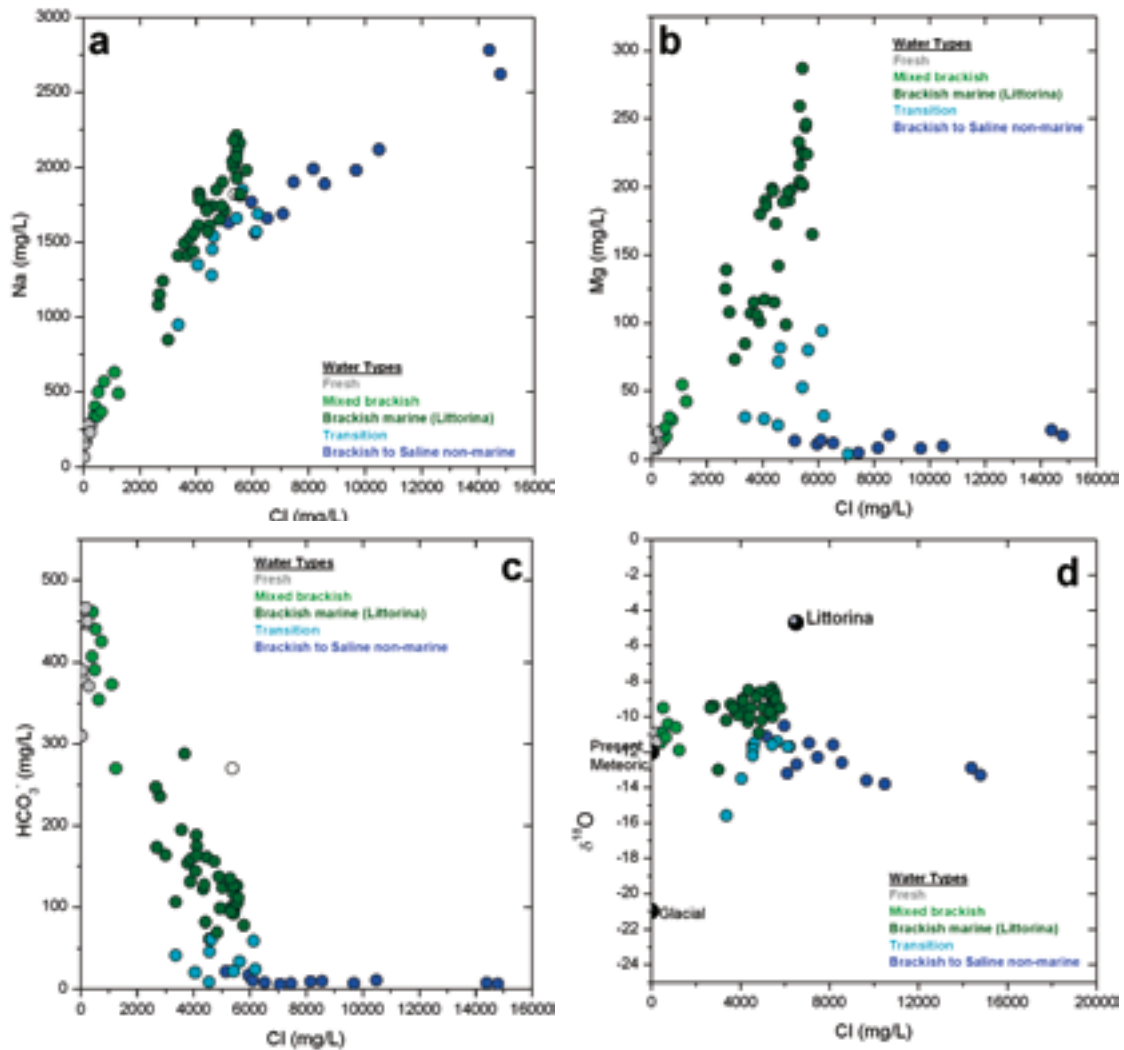 a
3000
2500
2000
1500
1000
500
0
Na (mg/L)
0 2000 4000 6000 8000 10000 12000 14000 16000
Cl (mg/L)
Water Types
Fresh
Mixed brackish
Brackish marine (Littorina)
Transition
Brackish to Saline non-marine
b
300
250
200
150
100
50
0
Mg (mg/L)
0 2000 4000 6000 8000 10000 12000 14000 16000
Cl (mg/L)
Water Types
Fresh
Mixed brackish
Brackish marine (Littorina)
Transition
Brackish to Saline non-marine
c
500
400
300
200
100
0
HCO₃⁻ (mg/L)
0 2000 4000 6000 8000 10000 12000 14000 16000
Cl (mg/L)
Water Types
Fresh
Mixed brackish
Brackish marine (Littorina)
Transition
Brackish to Saline non-marine
d
0
-2
-4
-6
-8
-10
-12
-14
-16
-18
-20
-22
-24
δ¹⁸O
Littorina
Present
Meteoric
Glacial
0 4000 8000 12000 16000 20000
Cl (mg/L)
Water Types
Fresh
Mixed brackish
Brackish marine (Littorina)
Transition
Brackish to Saline non-marine